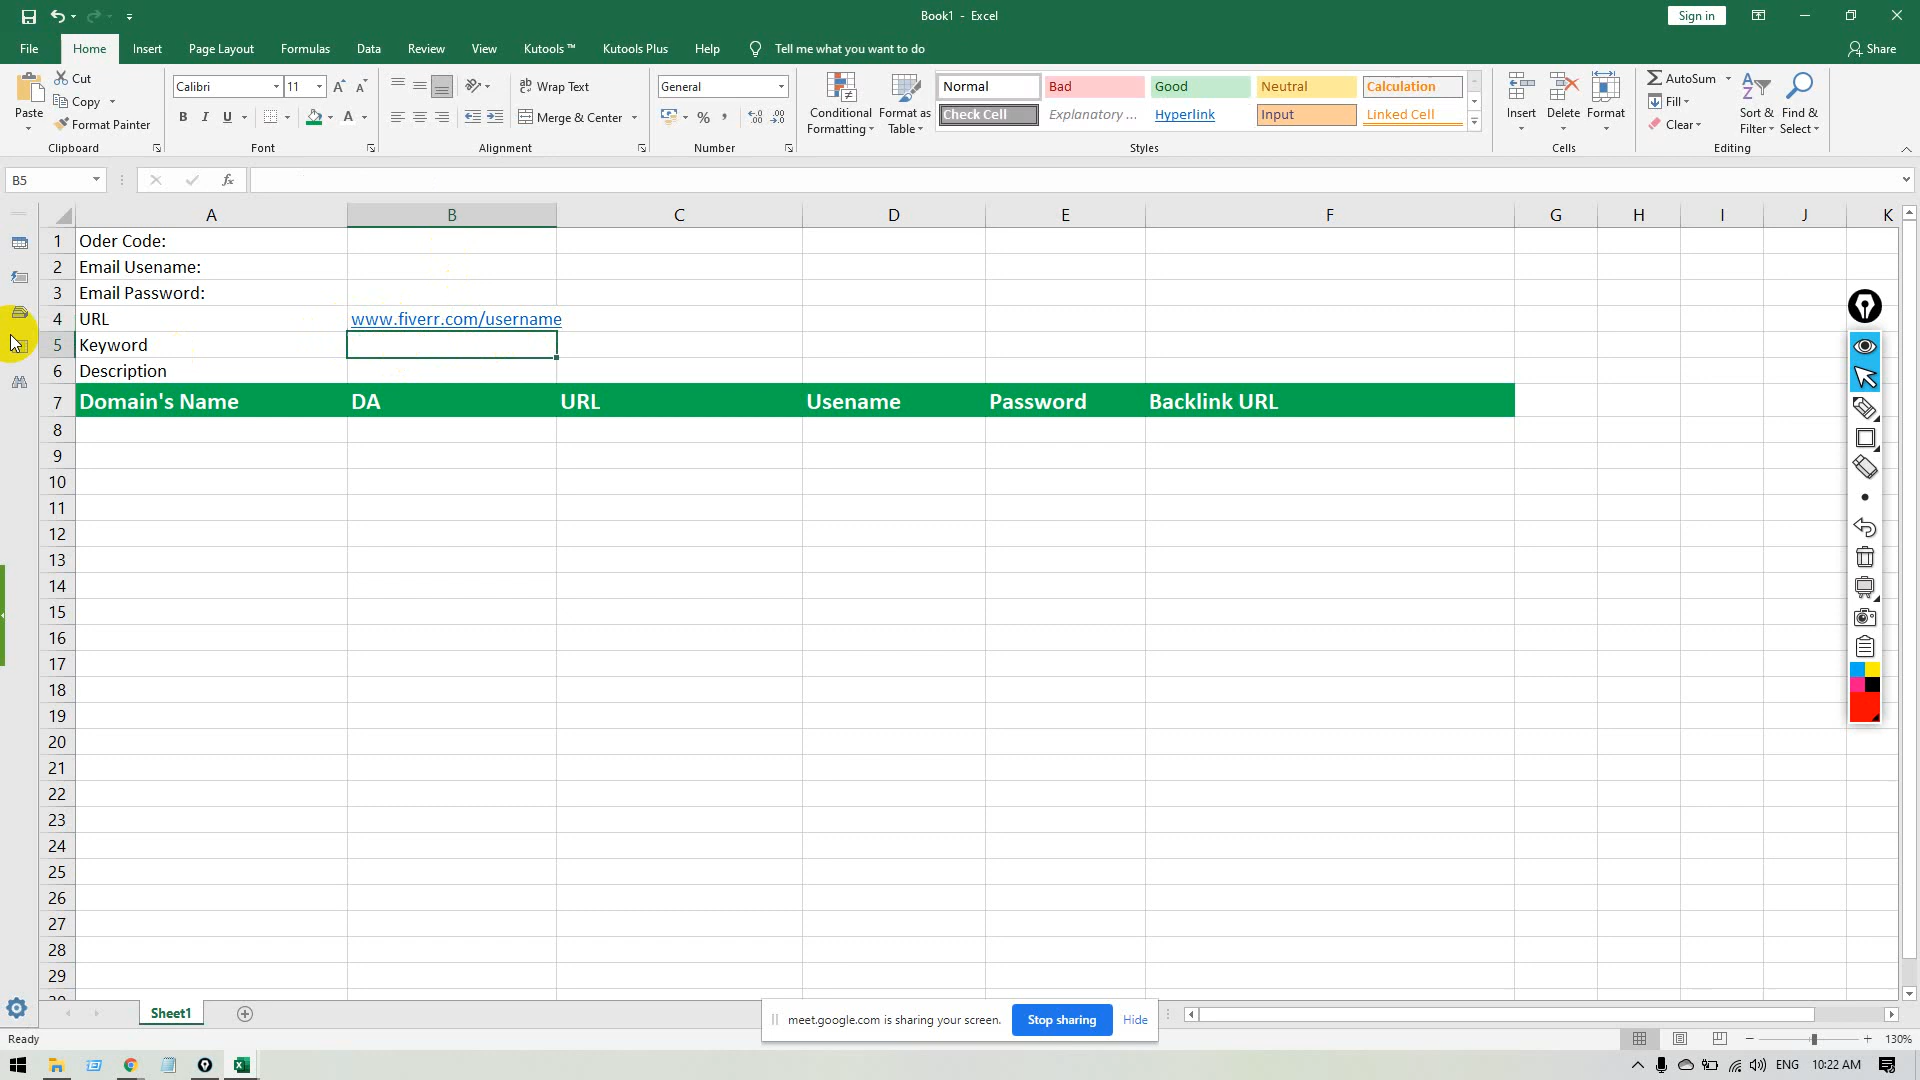 Book1 - Excel
Sign in
File Home Insert Page Layout Formulas Data Review View Kutools ™ Kutools Plus Help Tell me what you want to do Share
Paste Cut Copy Format Painter
Clipboard
Calibri 11
B I U
Font
Wrap Text
Merge & Center
Alignment
General
%
Number
Conditional Formatting
Format as Table
Normal Bad Good Neutral Calculation
Check Cell Explanatory ... Hyperlink Input Linked Cell
Styles
Insert Delete Format
Cells
AutoSum
Fill
Clear
Sort & Filter
Find & Select
Editing
B5 fx
A B C D E F G H I J K
1 Oder Code:
2 Email Usename:
3 Email Password:
4 URL www.fiverr.com/username
5 Keyword
6 Description
7 Domain's Name DA URL Usename Password Backlink URL
8
9
10
11
12
13
14
15
16
17
18
19
20
21
22
23
24
25
26
27
28
29
Sheet1
meet.google.com is sharing your screen. Stop sharing Hide
Ready
130%
ENG 10:22 AM